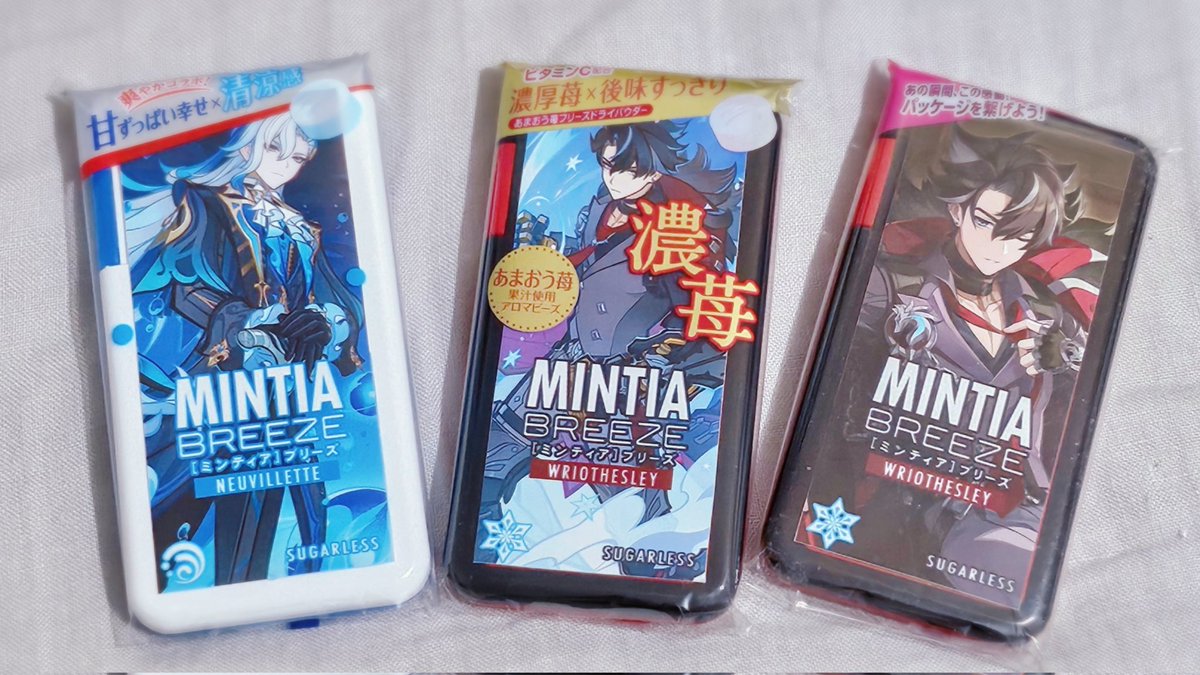 爽やかコラボ!
甘ずっぱい幸せ×清涼感
MINTIA
BREEZE
[ミンティア]ブリーズ
NEUVILLETTE
SUGARLESS
ビタミンC配合
濃厚苺×後味すっきり
あまおう苺フリーズドライパウダー
濃
苺
あまおう苺
果汁使用
アロマビーズ
MINTIA
BREEZE
[ミンティア]ブリーズ
WRIOTHESLEY
SUGARLESS
あの瞬間、この
パッケージを繋げよう!
MINTIA
BREEZE
[ミンティア]ブリーズ
WRIOTHESLEY
SUGARLESS